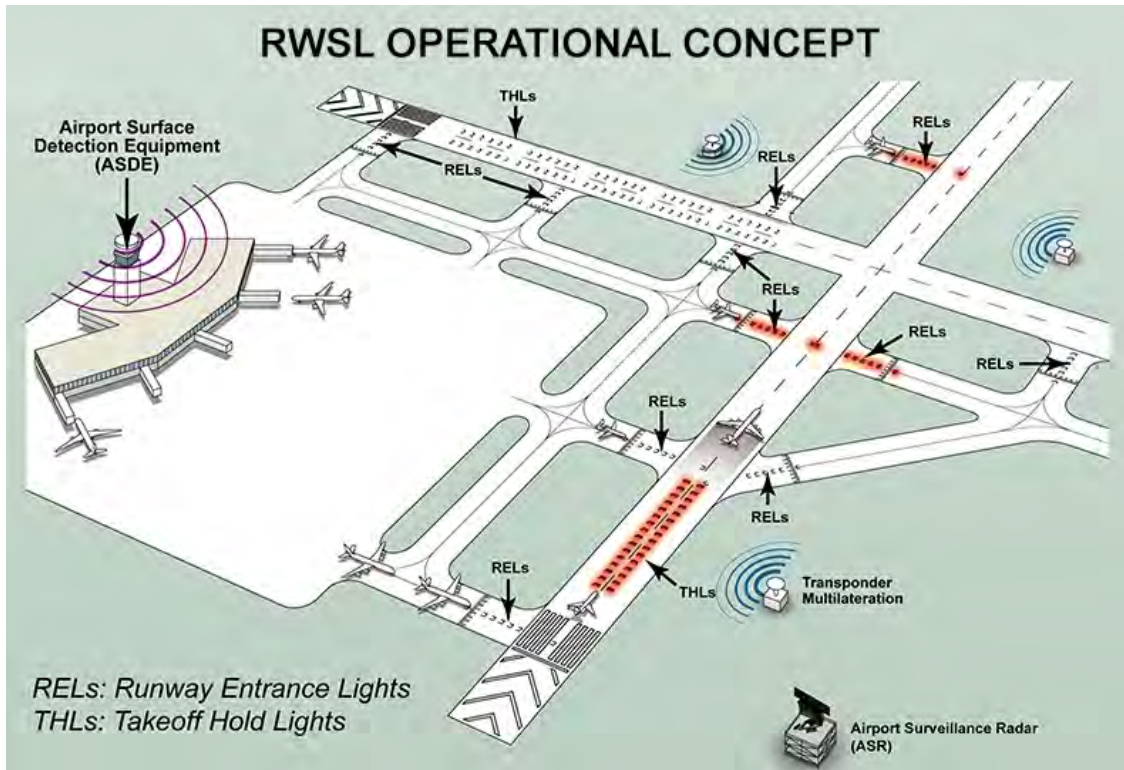 RWSL OPERATIONAL CONCEPT
THLs
Airport Surface
Detection Equipment
(ASDE)
RELs
RELs
RELs
RELs
RELs
RELs
RELs
RELs
RELs
RELs
THLs
Transponder
Multilateration
RELs: Runway Entrance Lights
THLs: Takeoff Hold Lights
Airport Surveillance Radar
(ASR)